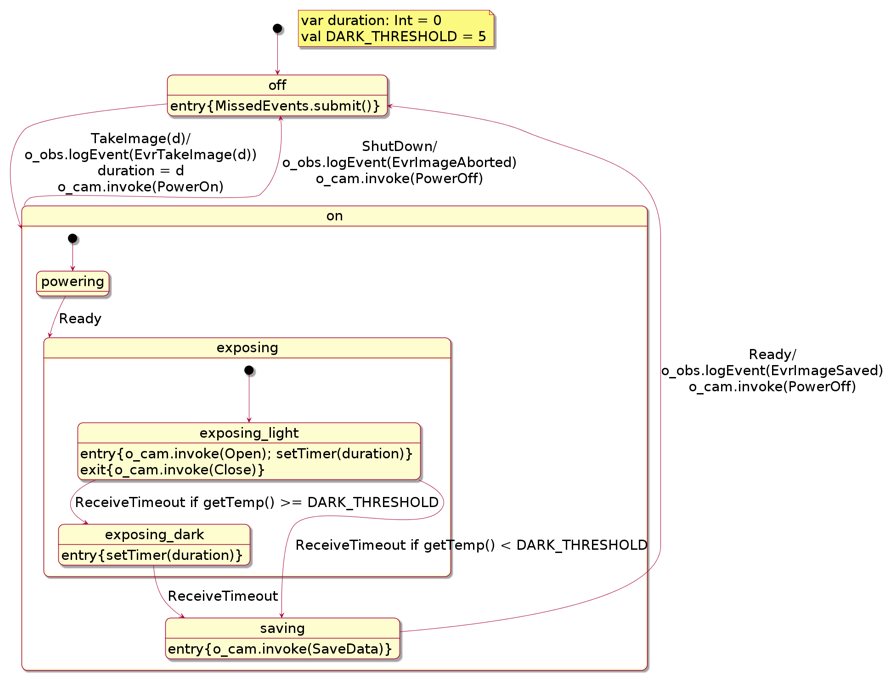 var duration: Int = 0
val DARK_THRESHOLD = 5
off
entry{MissedEvents.submit()}
TakeImage(d)/
o_obs.logEvent(EvrTakeImage(d))
duration = d
o_cam.invoke(PowerOn)
ShutDown/
o_obs.logEvent(EvrImageAborted)
o_cam.invoke(PowerOff)
on
powering
Ready
exposing
exposing_light
entry{o_cam.invoke(Open); setTimer(duration)}
exit{o_cam.invoke(Close)}
ReceiveTimeout if getTemp() >= DARK_THRESHOLD
exposing_dark
entry{setTimer(duration)}
ReceiveTimeout if getTemp() < DARK_THRESHOLD
ReceiveTimeout
saving
entry{o_cam.invoke(SaveData)}
Ready/
o_obs.logEvent(EvrImageSaved)
o_cam.invoke(PowerOff)